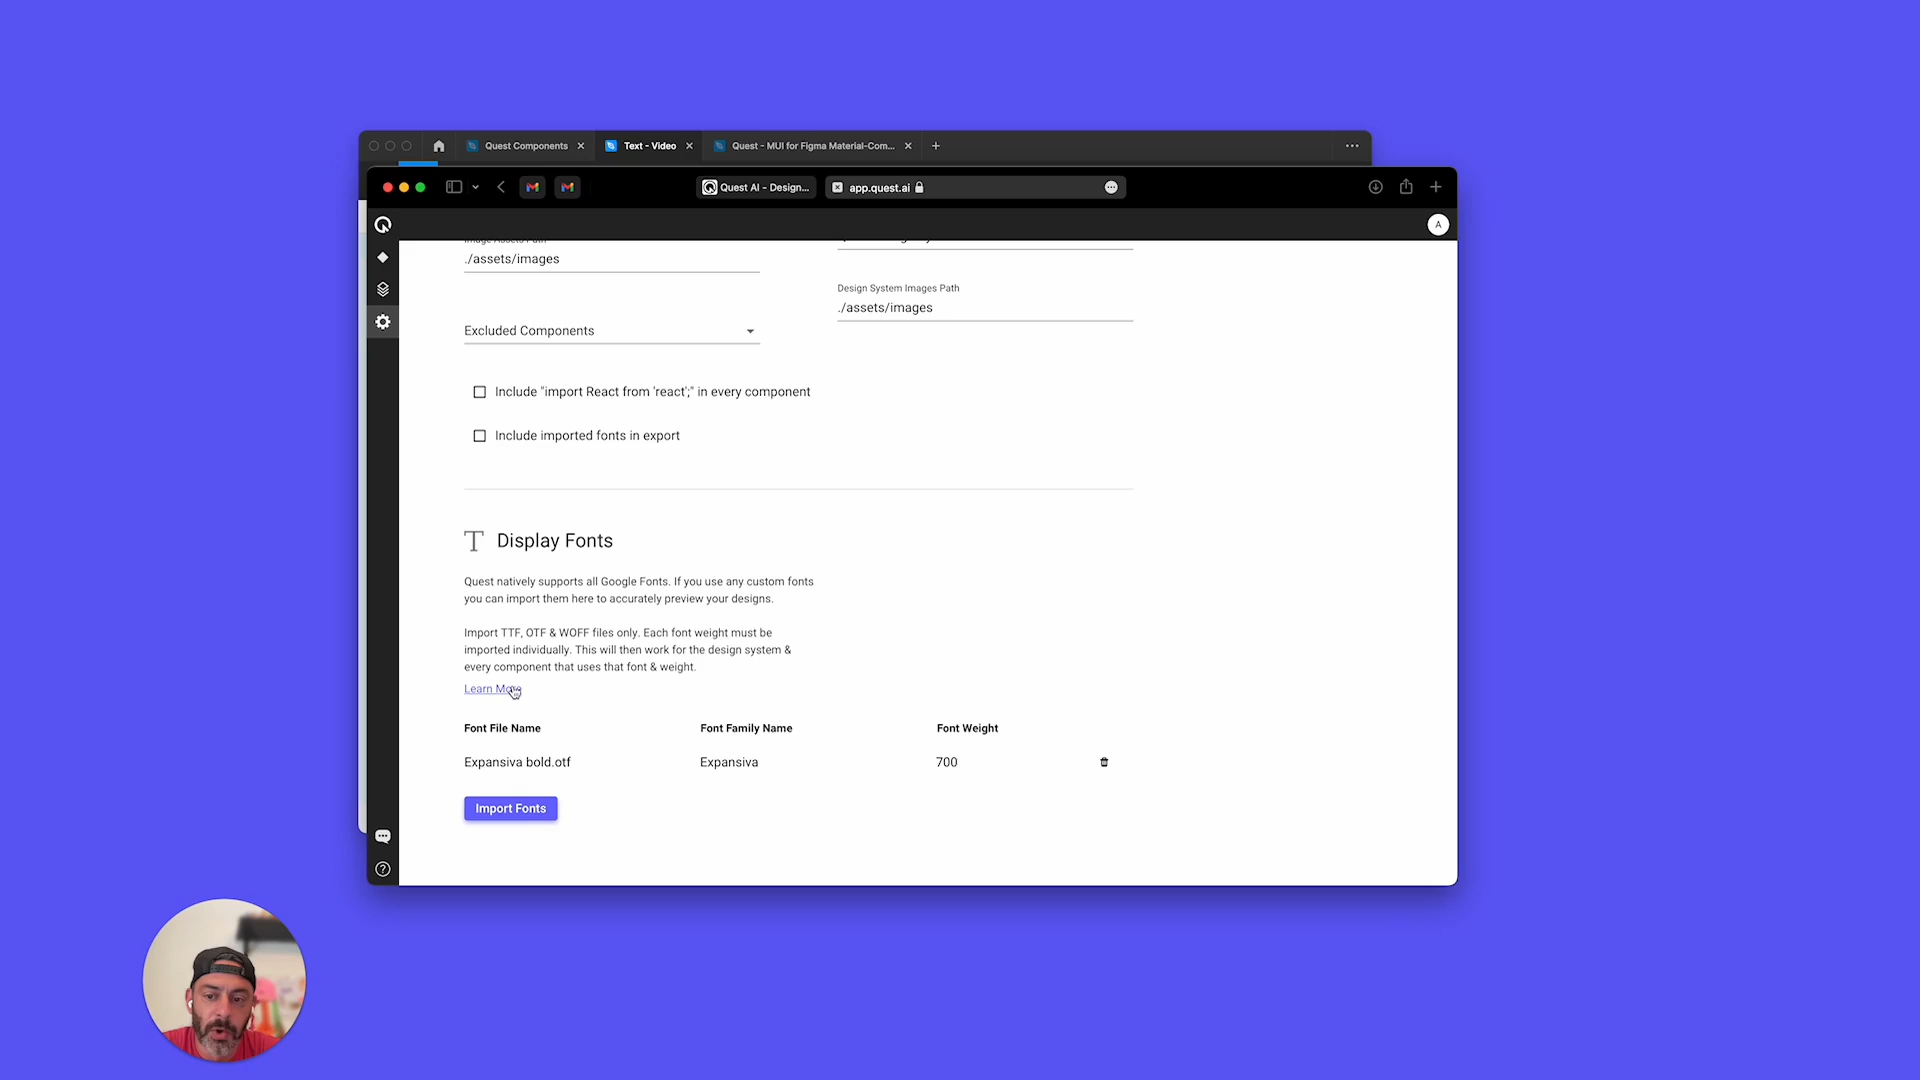 Quest Components
Text - Video
Quest - MUI for Figma Material-Com...
Quest AI - Design...
app.quest.ai
A
Image Assets Path
./assets/images
Design System Images Path
./assets/images
Excluded Components
Include "import React from 'react';" in every component
Include imported fonts in export
Display Fonts
Quest natively supports all Google Fonts. If you use any custom fonts
you can import them here to accurately preview your designs.
Import TTF, OTF & WOFF files only. Each font weight must be
imported individually. This will then work for the design system &
every component that uses that font & weight.
Learn More
Font File Name
Font Family Name
Font Weight
Expansiva bold.otf
Expansiva
700
Import Fonts